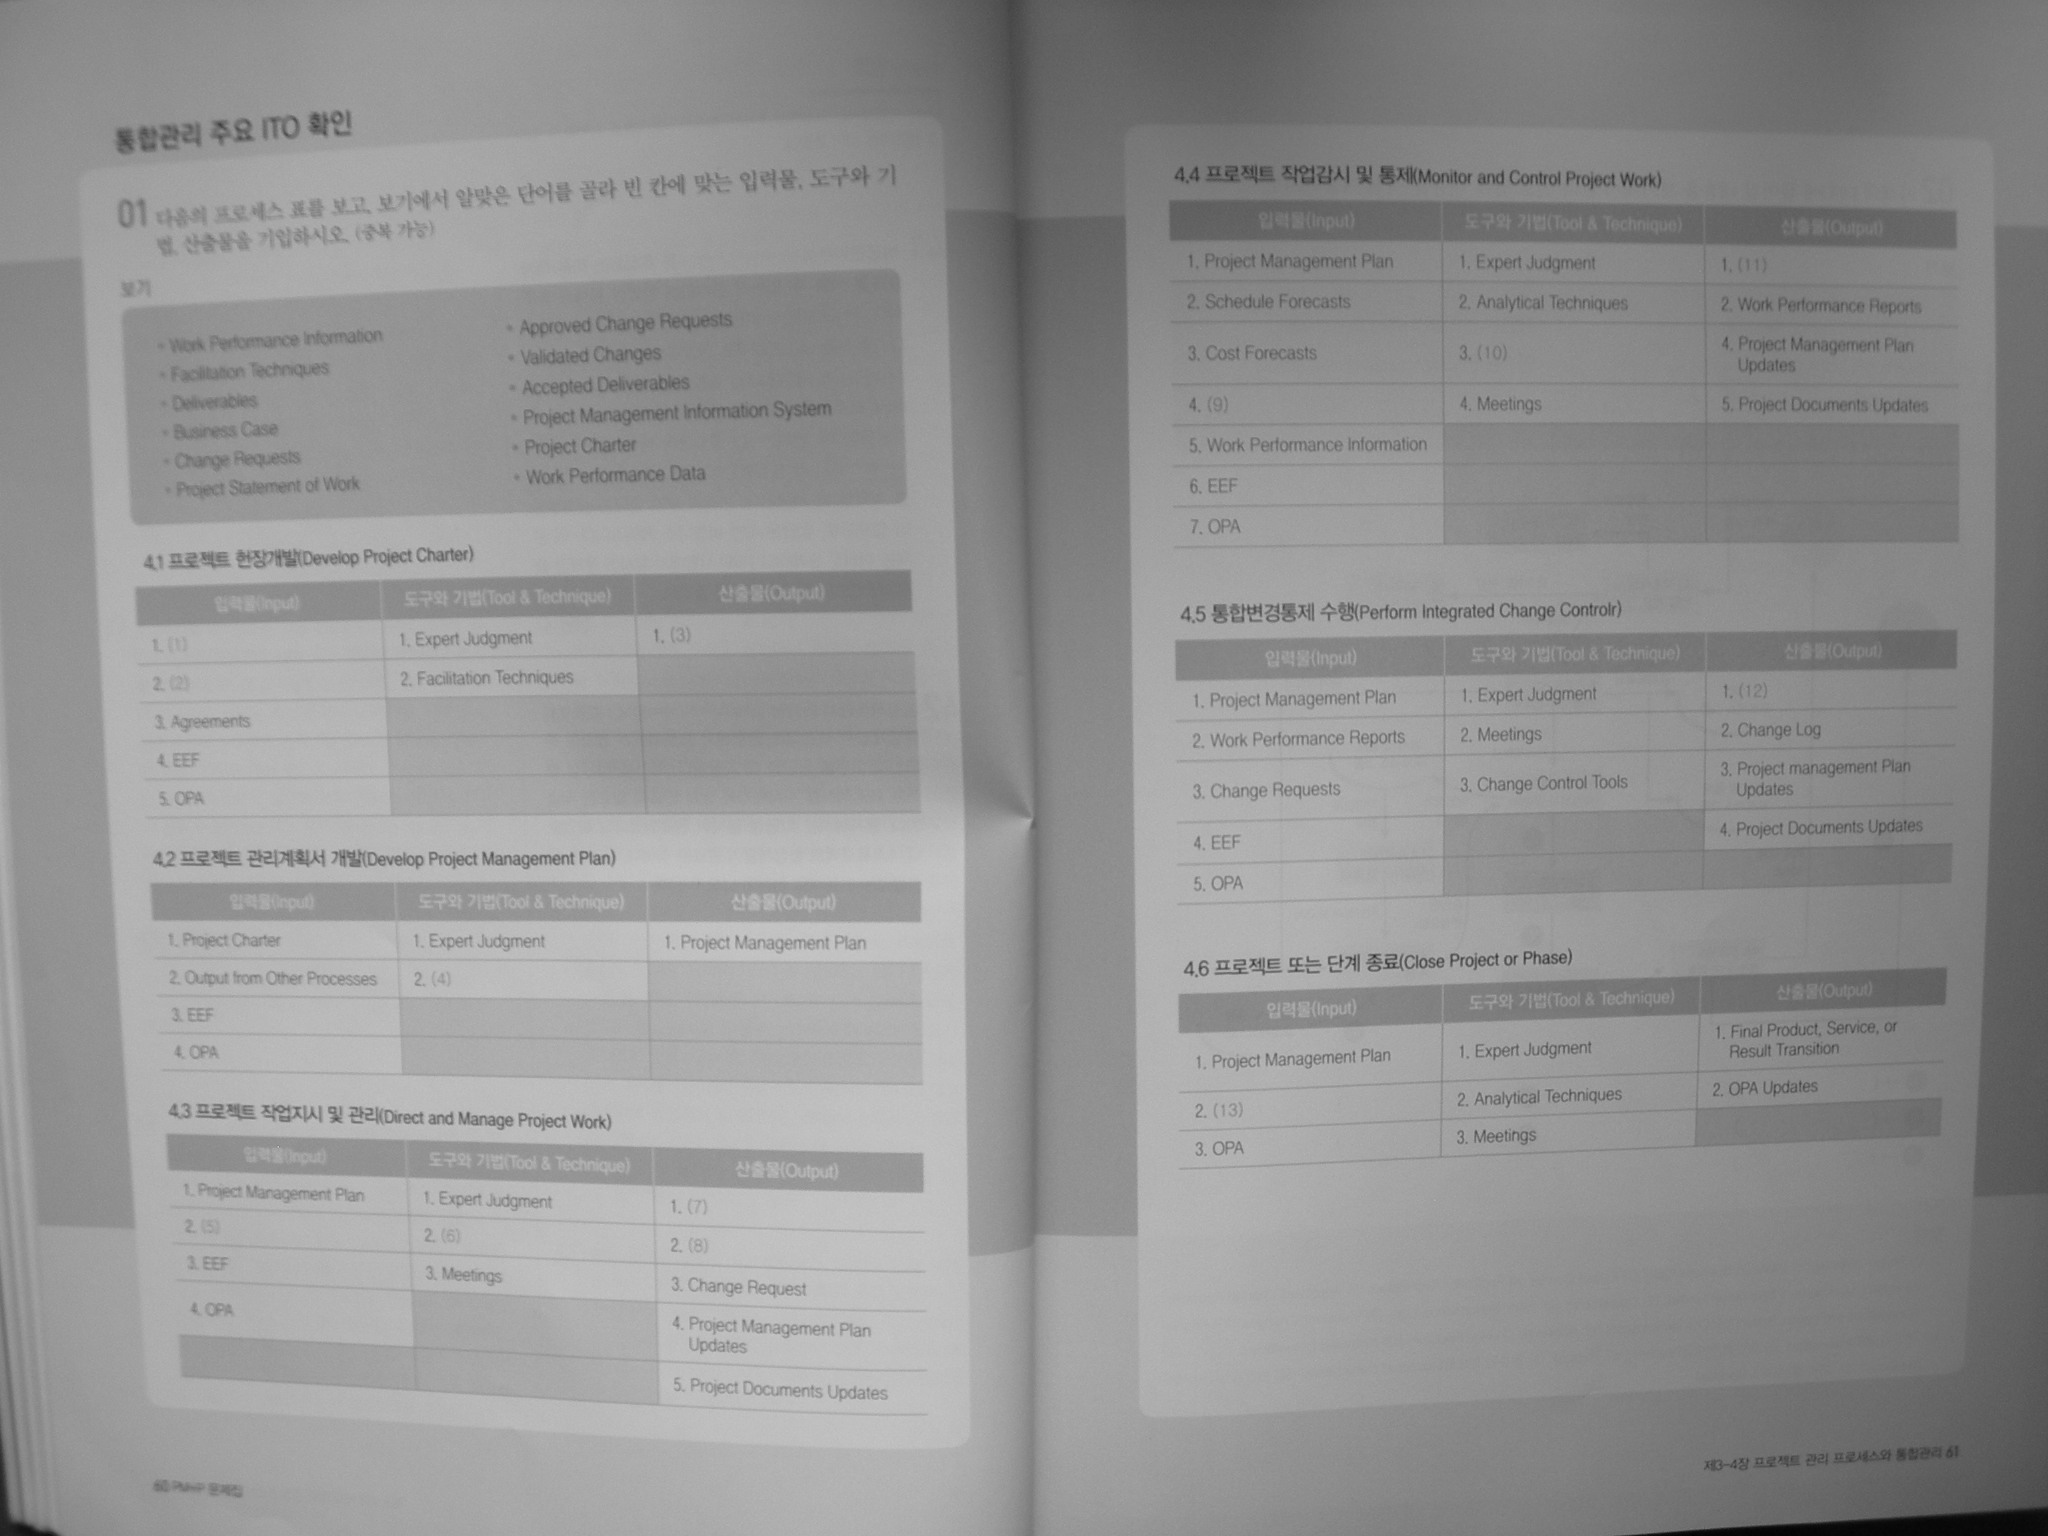 통합관리 주요 ITO 확인
01 다음의 프로세스 표를 보고, 보기에서 알맞은 단어를 골라 빈 칸에 맞는 입력물, 도구와 기
법, 산출물을 기입하시오. (중복 가능)
보기
• Work Performance Information
• Facilitation Techniques
• Deliverables
• Business Case
• Change Requests
• Project Statement of Work
• Approved Change Requests
• Validated Changes
• Accepted Deliverables
• Project Management Information System
• Project Charter
• Work Performance Data
4.1 프로젝트 헌장개발(Develop Project Charter)
입력물(Input) 도구와 기법(Tool & Technique) 산출물(Output)
1. (1) 1. Expert Judgment 1. (3)
2. (2) 2. Facilitation Techniques
3. Agreements
4. EEF
5. OPA
4.2 프로젝트 관리계획서 개발(Develop Project Management Plan)
입력물(Input) 도구와 기법(Tool & Technique) 산출물(Output)
1. Project Charter 1. Expert Judgment 1. Project Management Plan
2. Output from Other Processes 2. (4)
3. EEF
4. OPA
4.3 프로젝트 작업지시 및 관리(Direct and Manage Project Work)
입력물(Input) 도구와 기법(Tool & Technique) 산출물(Output)
1. Project Management Plan 1. Expert Judgment 1. (7)
2. (5) 2. (6) 2. (8)
3. EEF 3. Meetings 3. Change Request
4. OPA 4. Project Management Plan
Updates
5. Project Documents Updates
60 PMP 문제집
4.4 프로젝트 작업감시 및 통제(Monitor and Control Project Work)
입력물(Input) 도구와 기법(Tool & Technique) 산출물(Output)
1. Project Management Plan 1. Expert Judgment 1. (11)
2. Schedule Forecasts 2. Analytical Techniques 2. Work Performance Reports
3. Cost Forecasts 3. (10) 4. Project Management Plan
Updates
4. (9) 4. Meetings 5. Project Documents Updates
5. Work Performance Information
6. EEF
7. OPA
4.5 통합변경통제 수행(Perform Integrated Change Controlr)
입력물(Input) 도구와 기법(Tool & Technique) 산출물(Output)
1. Project Management Plan 1. Expert Judgment 1. (12)
2. Work Performance Reports 2. Meetings 2. Change Log
3. Change Requests 3. Change Control Tools 3. Project management Plan
Updates
4. EEF 4. Project Documents Updates
5. OPA
4.6 프로젝트 또는 단계 종료(Close Project or Phase)
입력물(Input) 도구와 기법(Tool & Technique) 산출물(Output)
1. Project Management Plan 1. Expert Judgment 1. Final Product, Service, or
Result Transition
2. (13) 2. Analytical Techniques 2. OPA Updates
3. OPA 3. Meetings
제3-4장 프로젝트 관리 프로세스와 통합관리 61